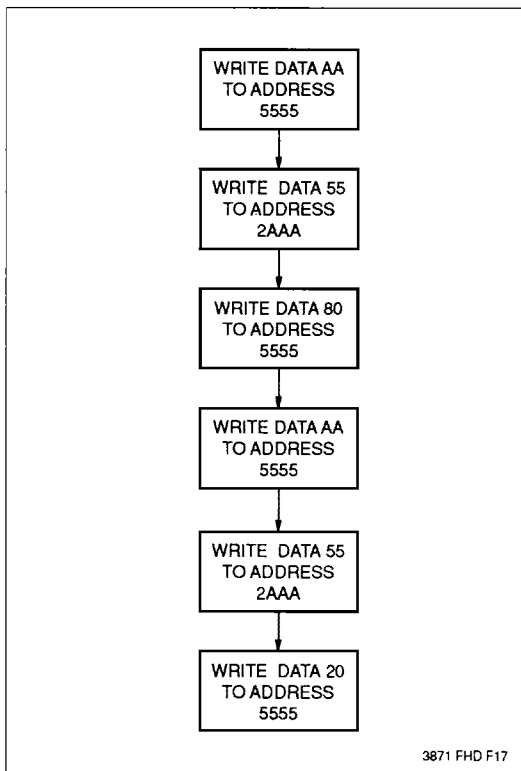 WRITE DATA AA
TO ADDRESS
5555
WRITE DATA 55
TO ADDRESS
2AAA
WRITE DATA 80
TO ADDRESS
5555
WRITE DATA AA
TO ADDRESS
5555
WRITE DATA 55
TO ADDRESS
2AAA
WRITE DATA 20
TO ADDRESS
5555
3871 FHD F17